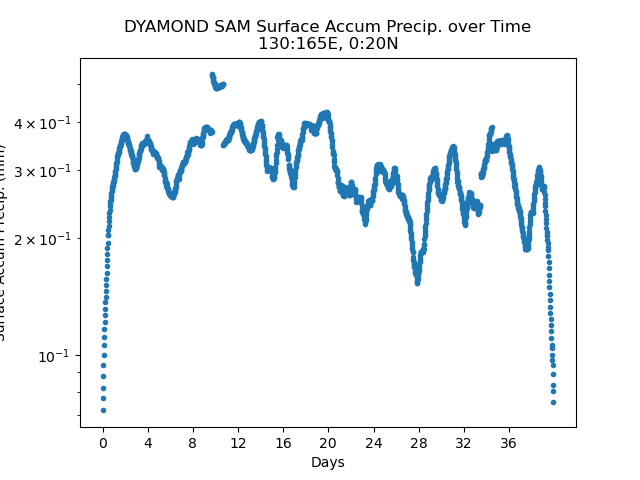 DYAMOND SAM Surface Accum Precip. over Time
130:165E, 0:20N
Surface Accum Precip. (mm)
4 × 10⁻¹
3 × 10⁻¹
2 × 10⁻¹
10⁻¹
0 4 8 12 16 20 24 28 32 36
Days